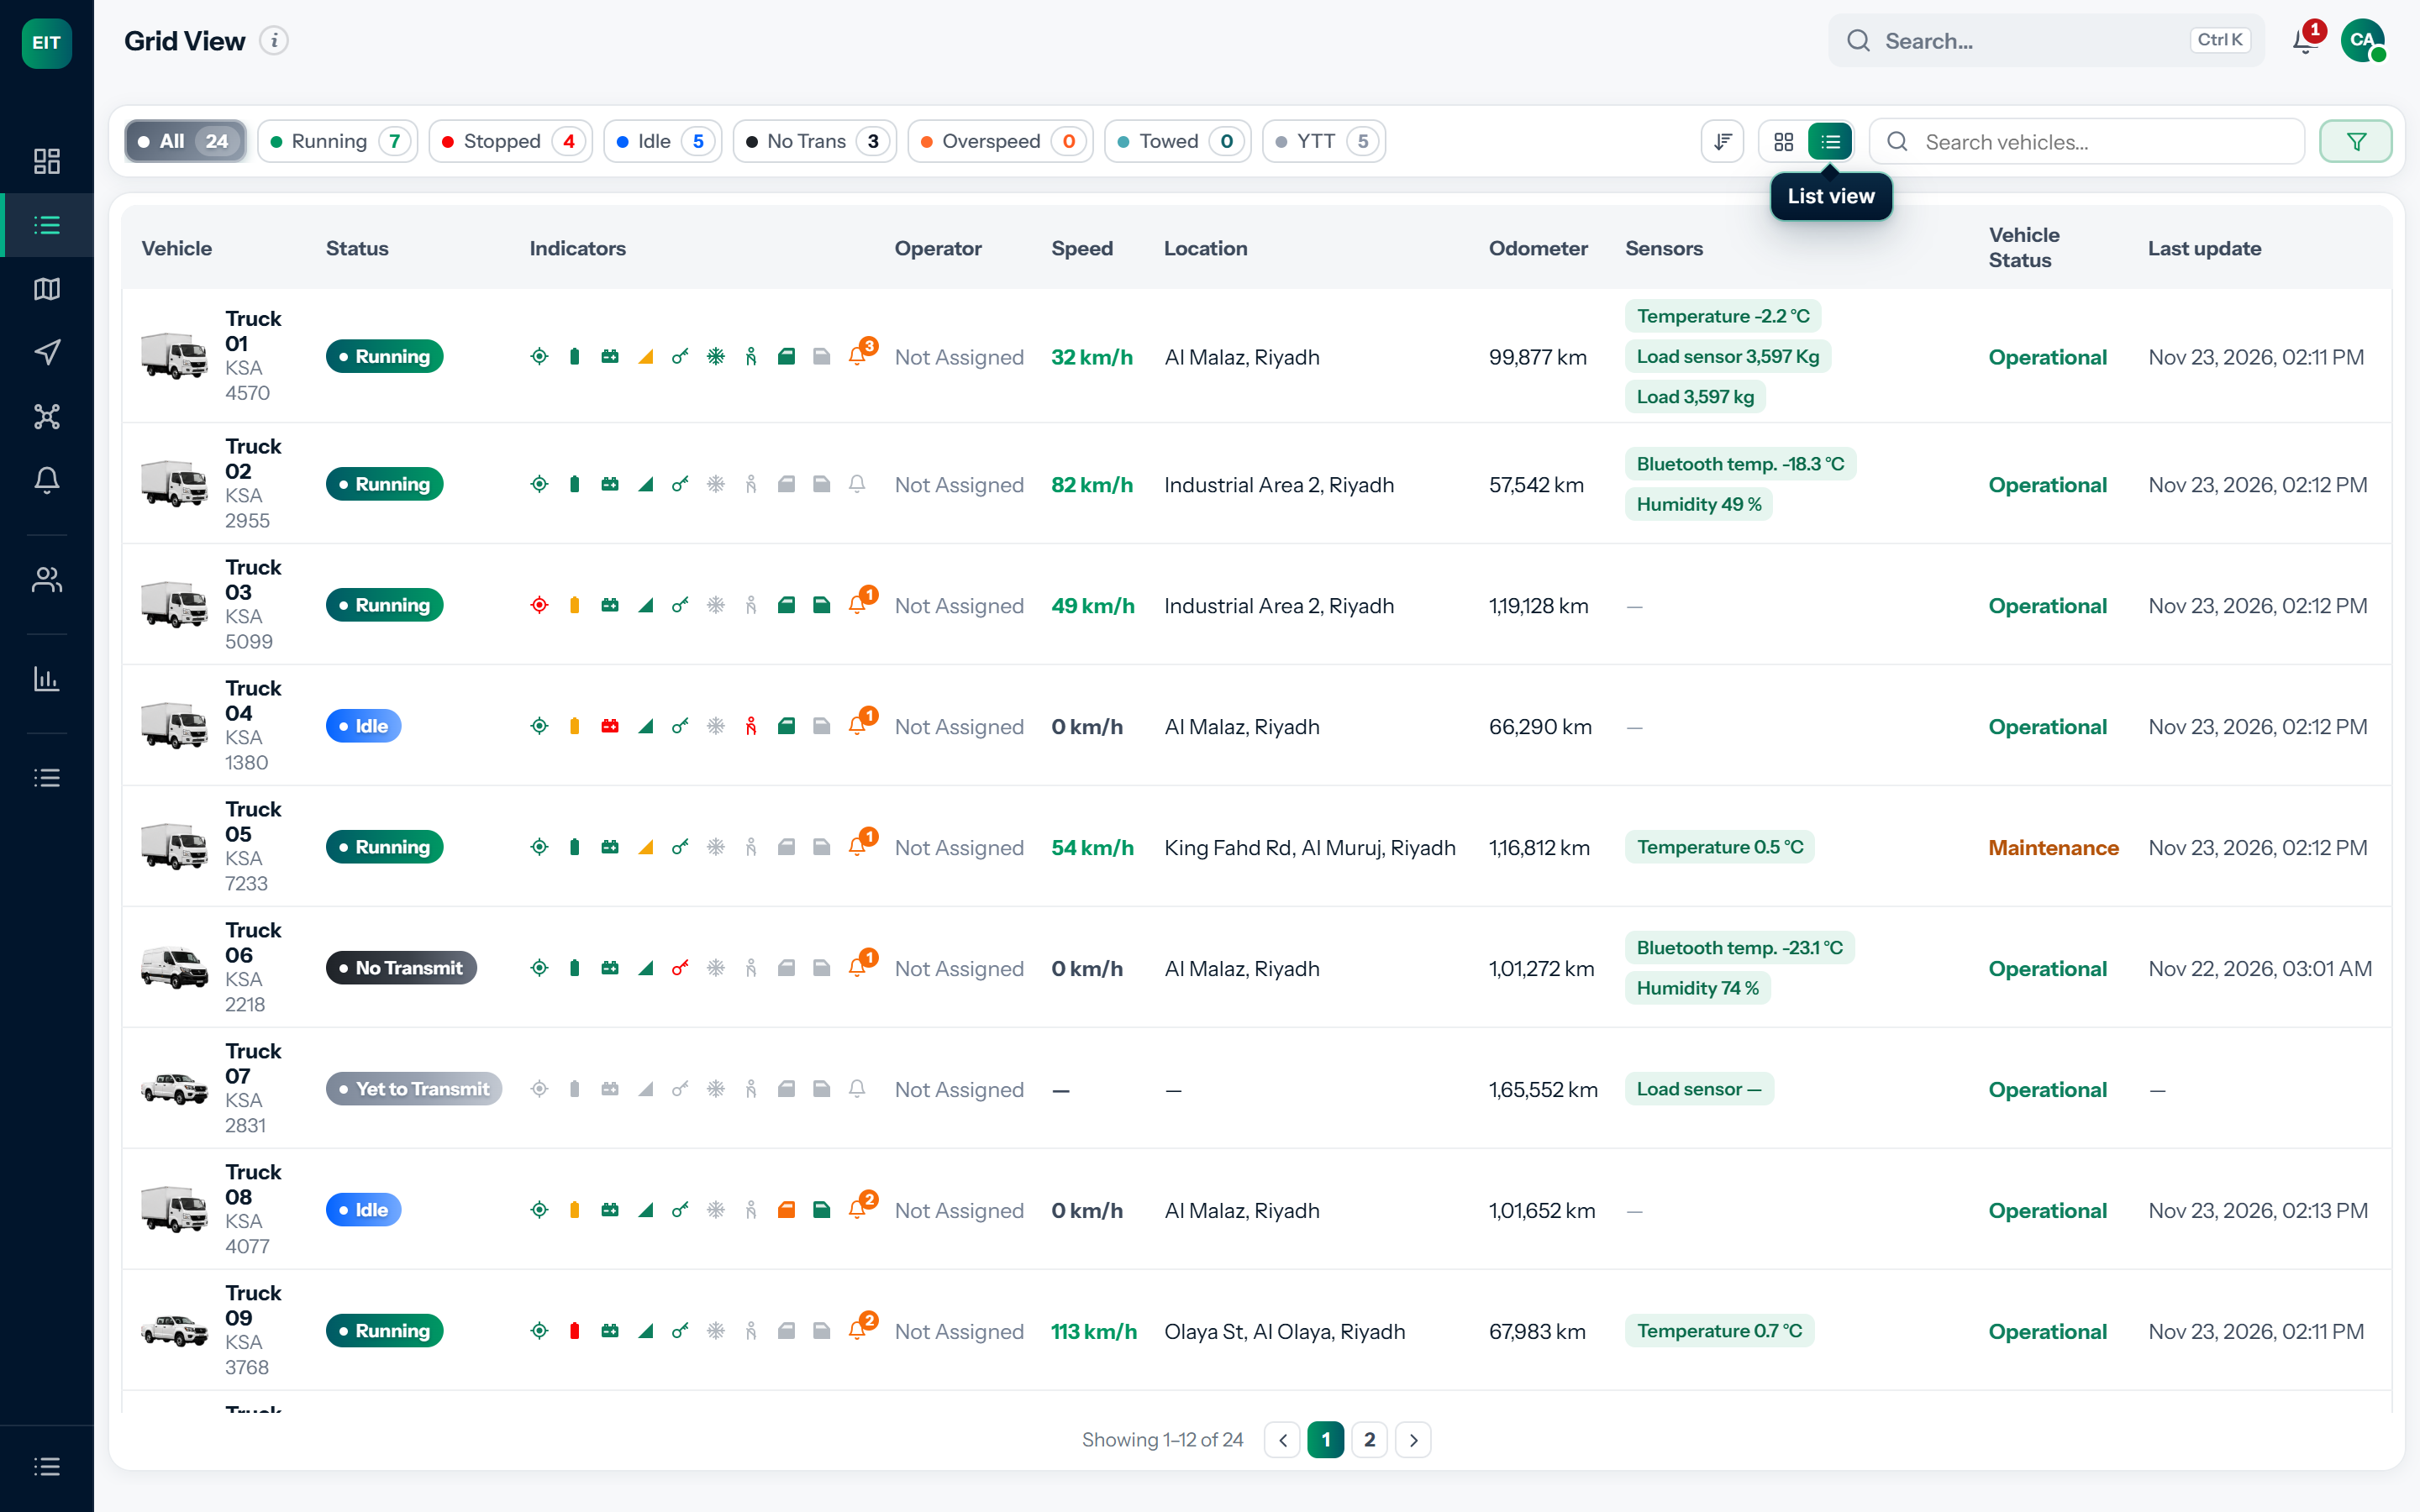 EIT
Grid View
i
Search...
Ctrl K
1
CA
All 24
Running 7
Stopped 4
Idle 5
No Trans 3
Overspeed 0
Towed 0
YTT 5
Search vehicles...
List view
Vehicle Status Indicators Operator Speed Location Odometer Sensors Vehicle Status Last update
Truck 01
KSA 4570
Running
3
Not Assigned
32 km/h
Al Malaz, Riyadh
99,877 km
Temperature -2.2 °C
Load sensor 3,597 Kg
Load 3,597 kg
Operational
Nov 23, 2026, 02:11 PM
Truck 02
KSA 2955
Running
Not Assigned
82 km/h
Industrial Area 2, Riyadh
57,542 km
Bluetooth temp. -18.3 °C
Humidity 49 %
Operational
Nov 23, 2026, 02:12 PM
Truck 03
KSA 5099
Running
1
Not Assigned
49 km/h
Industrial Area 2, Riyadh
1,19,128 km
—
Operational
Nov 23, 2026, 02:12 PM
Truck 04
KSA 1380
Idle
1
Not Assigned
0 km/h
Al Malaz, Riyadh
66,290 km
—
Operational
Nov 23, 2026, 02:12 PM
Truck 05
KSA 7233
Running
1
Not Assigned
54 km/h
King Fahd Rd, Al Muruj, Riyadh
1,16,812 km
Temperature 0.5 °C
Maintenance
Nov 23, 2026, 02:12 PM
Truck 06
KSA 2218
No Transmit
1
Not Assigned
0 km/h
Al Malaz, Riyadh
1,01,272 km
Bluetooth temp. -23.1 °C
Humidity 74 %
Operational
Nov 22, 2026, 03:01 AM
Truck 07
KSA 2831
Yet to Transmit
Not Assigned
—
—
1,65,552 km
Load sensor —
Operational
—
Truck 08
KSA 4077
Idle
2
Not Assigned
0 km/h
Al Malaz, Riyadh
1,01,652 km
—
Operational
Nov 23, 2026, 02:13 PM
Truck 09
KSA 3768
Running
2
Not Assigned
113 km/h
Olaya St, Al Olaya, Riyadh
67,983 km
Temperature 0.7 °C
Operational
Nov 23, 2026, 02:11 PM
Truck
Showing 1–12 of 24
1
2